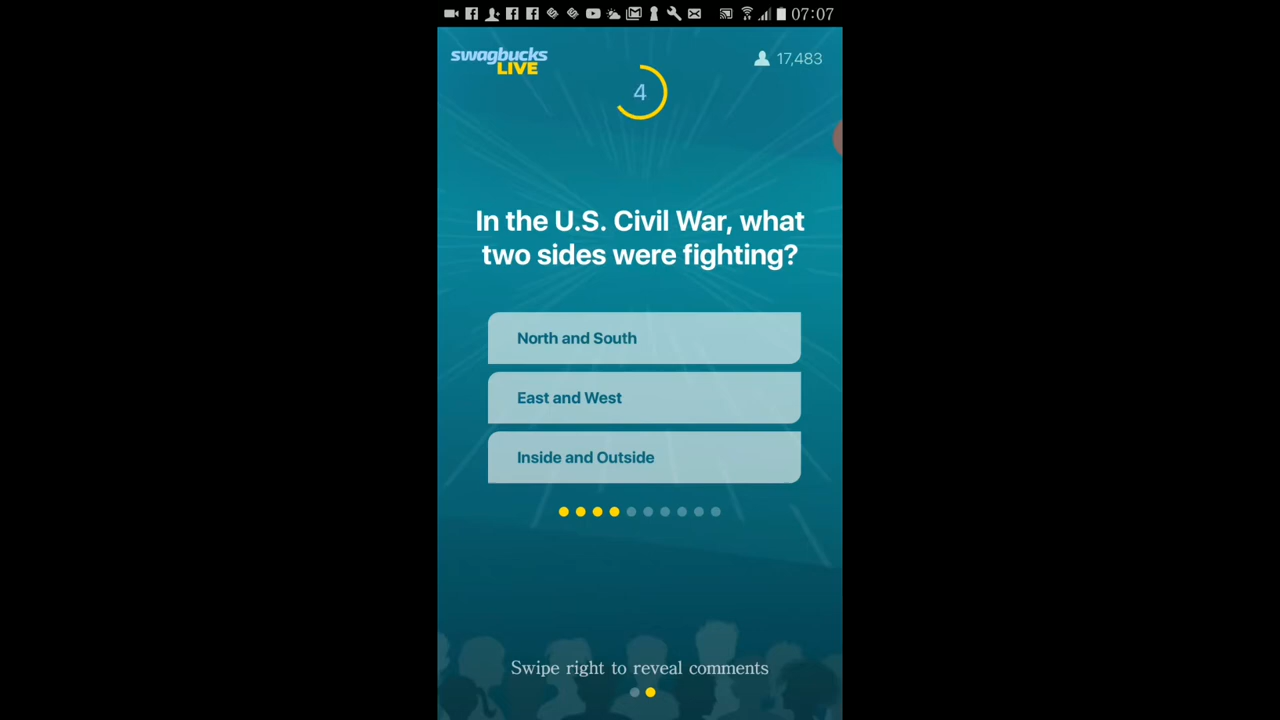 07:07
swagbucks
LIVE
17,483
4
In the U.S. Civil War, what
two sides were fighting?
North and South
East and West
Inside and Outside
Swipe right to reveal comments